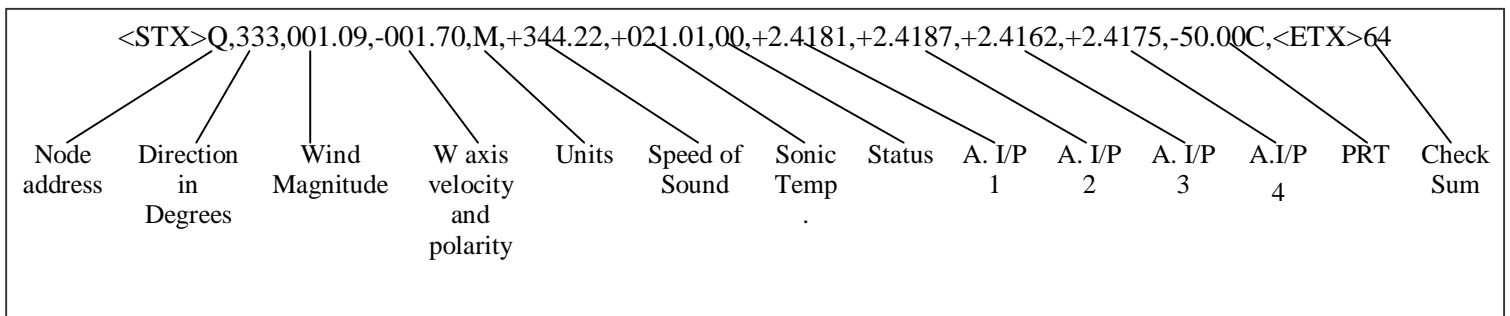 <STX>Q,333,001.09,-001.70,M,+344.22,+021.01,00,+2.4181,+2.4187,+2.4162,+2.4175,-50.00C,<ETX>64
Node address
Direction in Degrees
Wind Magnitude
W axis velocity and polarity
Units
Speed of Sound
Sonic Temp .
Status
A. I/P 1
A. I/P 2
A. I/P 3
A.I/P 4
PRT
Check Sum